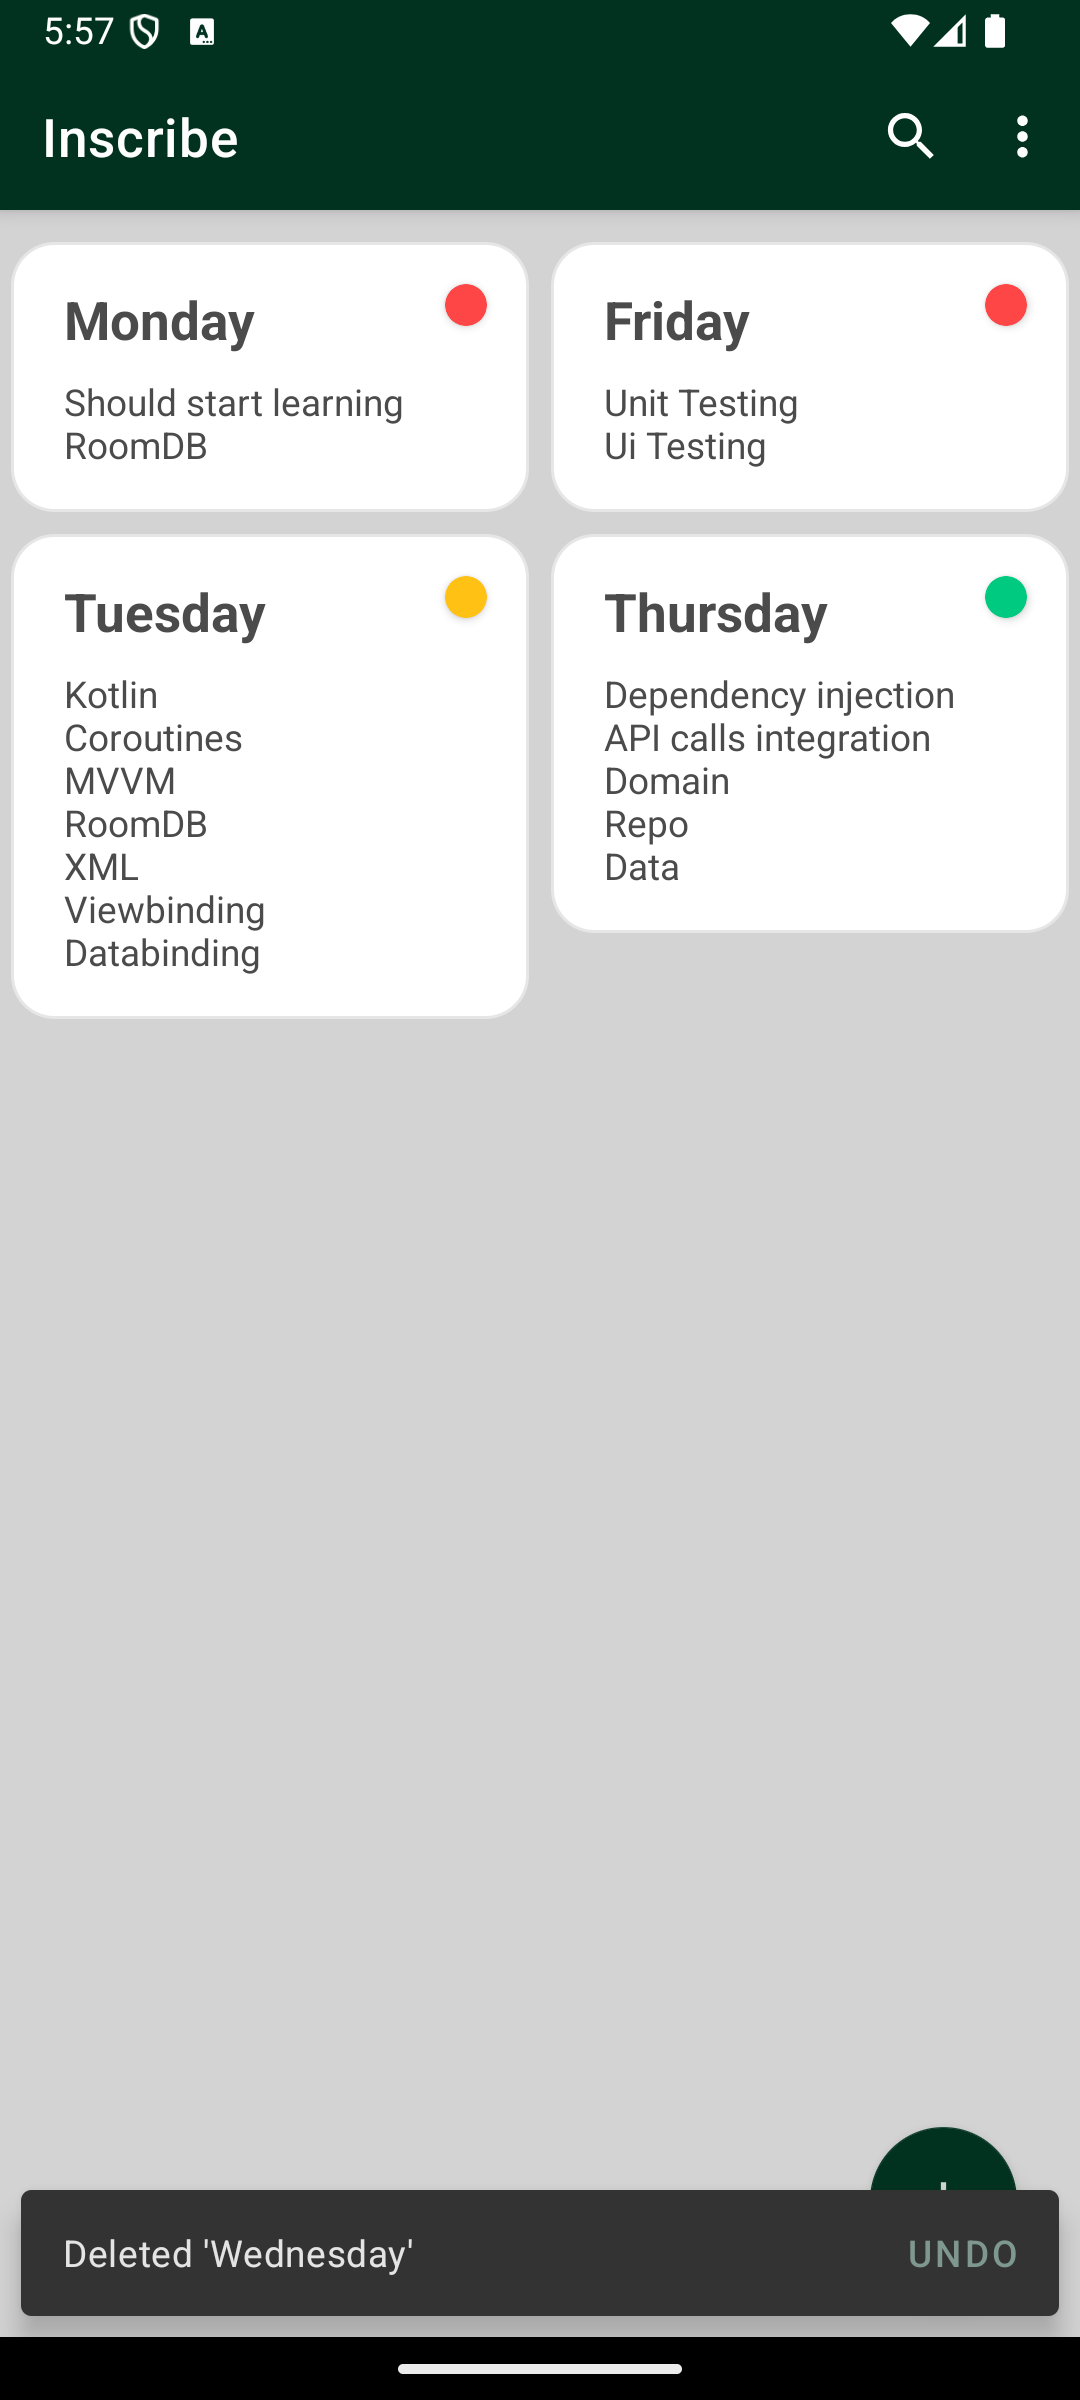 5:57
Inscribe
Monday
Should start learning
RoomDB
Friday
Unit Testing
Ui Testing
Tuesday
Kotlin
Coroutines
MVVM
RoomDB
XML
Viewbinding
Databinding
Thursday
Dependency injection
API calls integration
Domain
Repo
Data
Deleted 'Wednesday'
UNDO